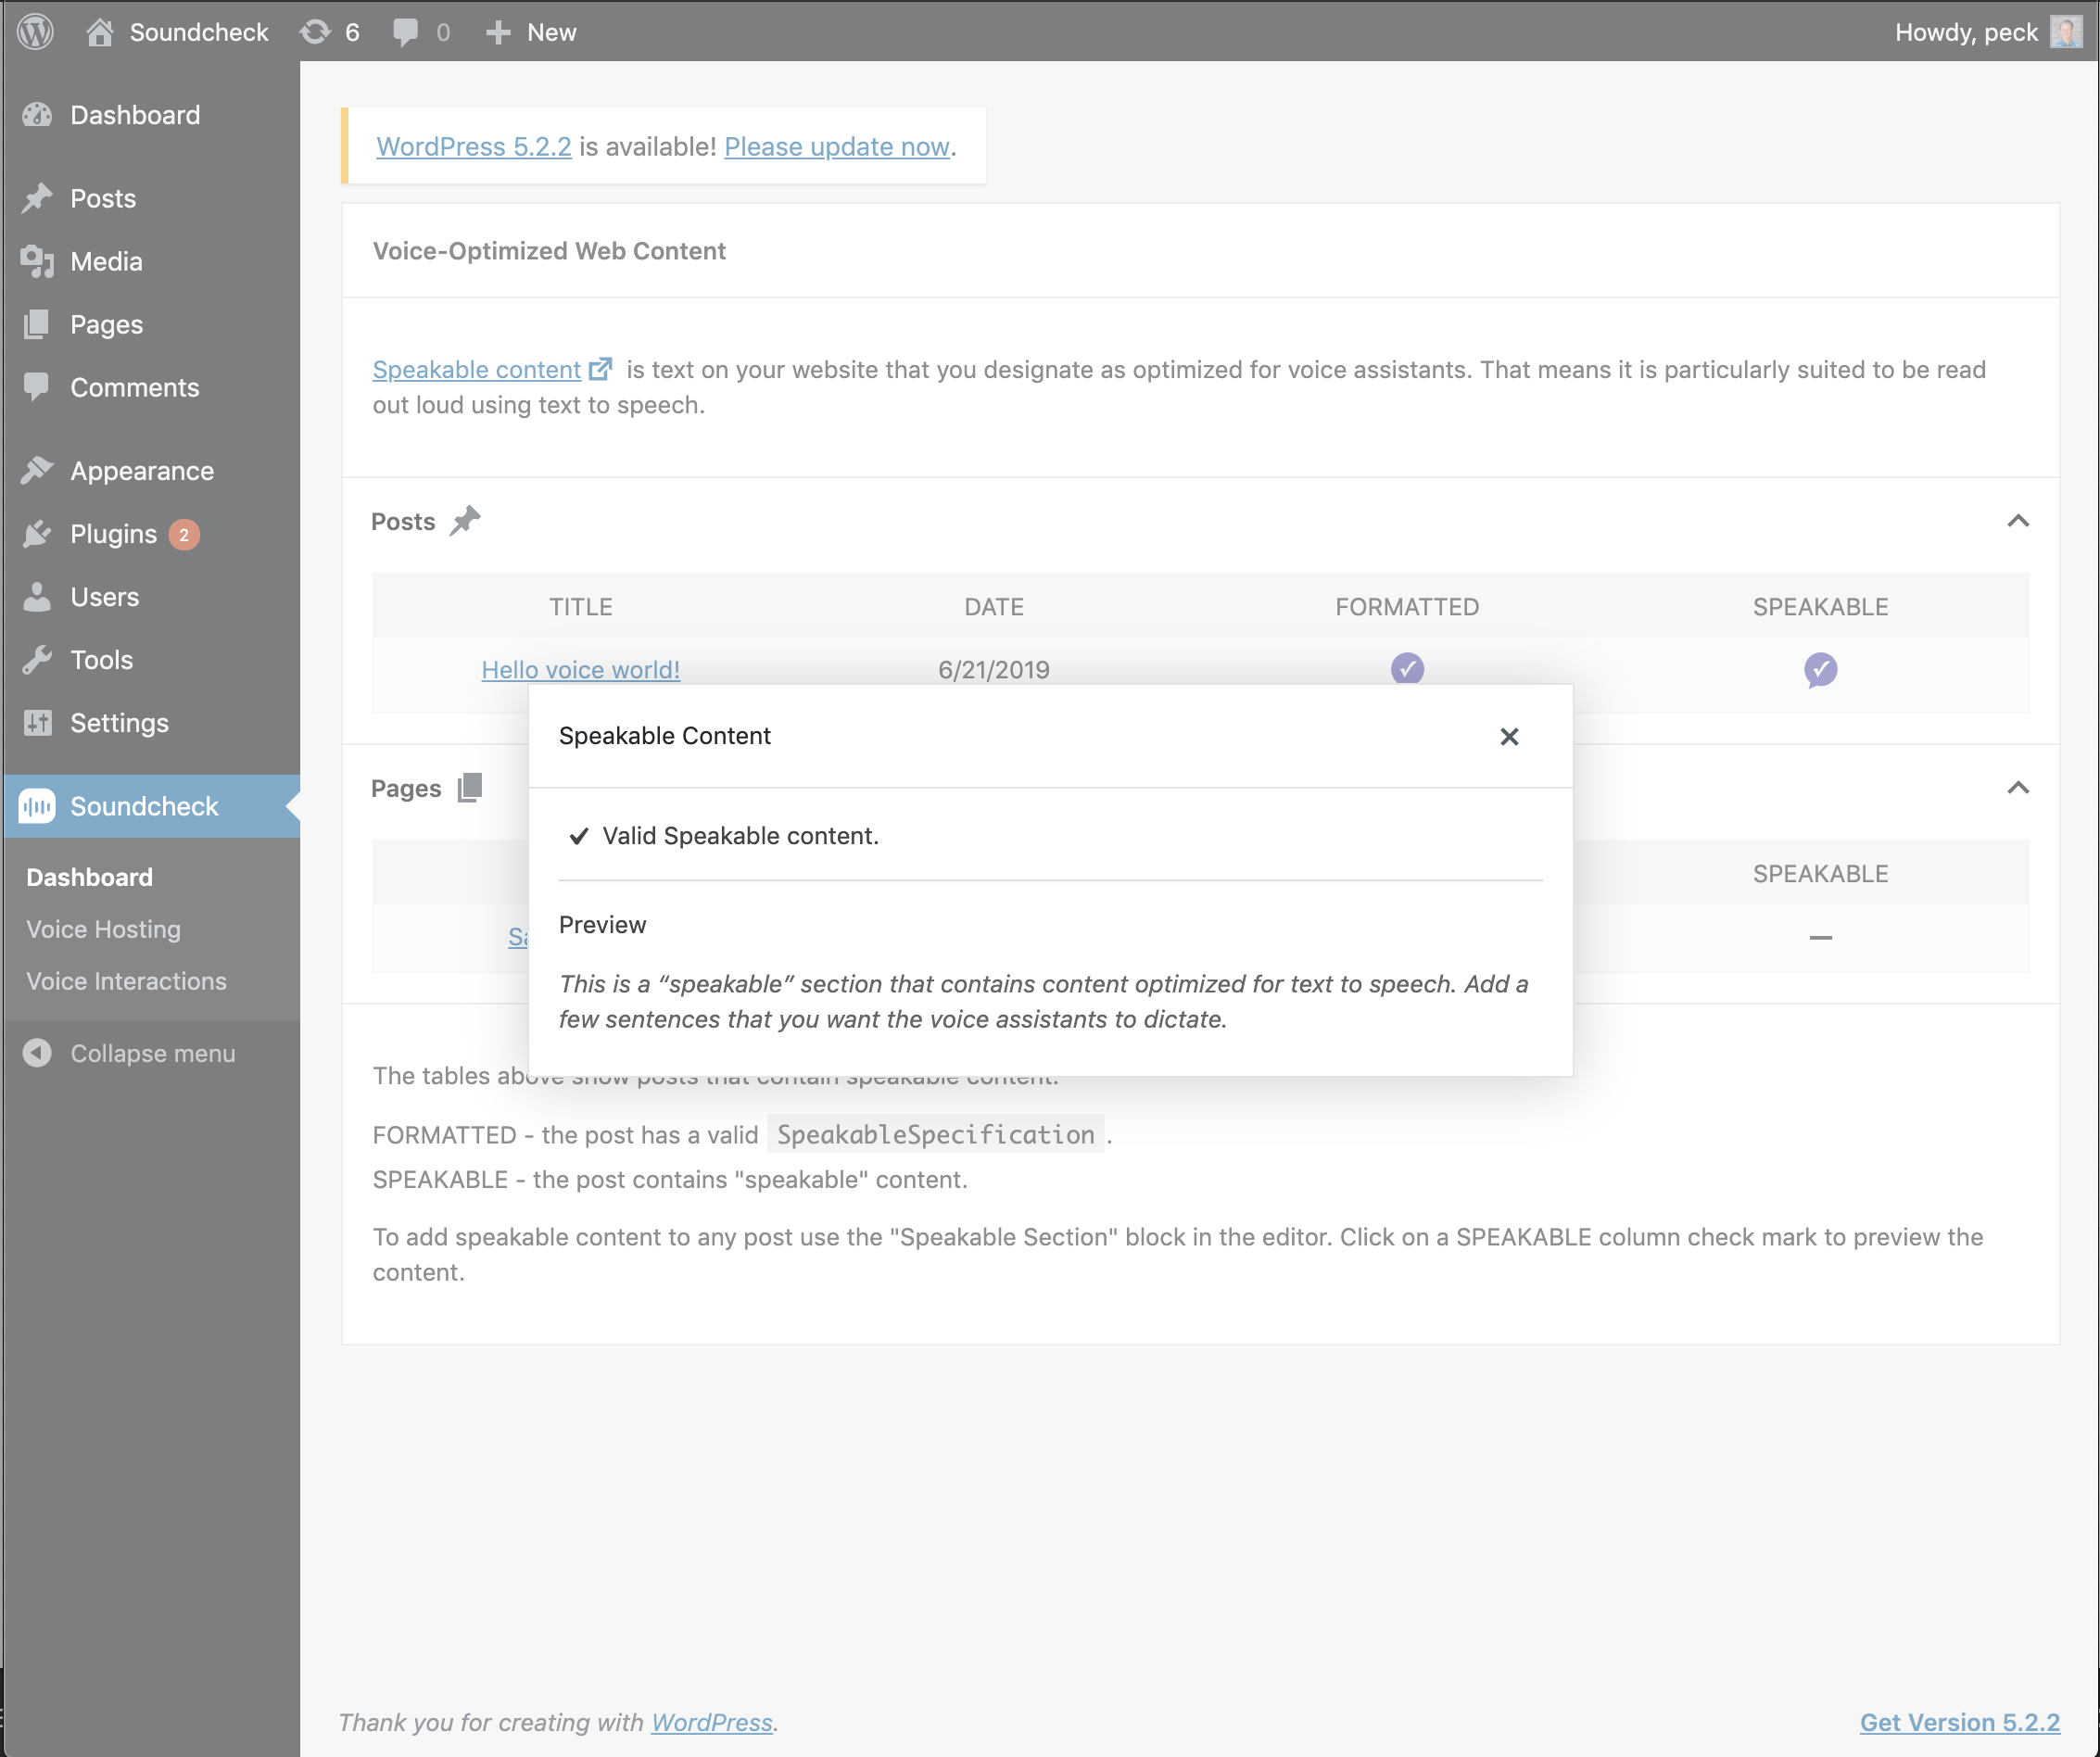 Soundcheck 6 0 New Howdy, peck
Dashboard
Posts
Media
Pages
Comments
Appearance
Plugins 2
Users
Tools
Settings
Soundcheck
Dashboard
Voice Hosting
Voice Interactions
Collapse menu
WordPress 5.2.2 is available! Please update now.
Voice-Optimized Web Content
Speakable content is text on your website that you designate as optimized for voice assistants. That means it is particularly suited to be read
out loud using text to speech.
Posts
TITLE DATE FORMATTED SPEAKABLE
Hello voice world! 6/21/2019
Pages
SPEAKABLE
—
Speakable Content
Valid Speakable content.
Preview
This is a “speakable” section that contains content optimized for text to speech. Add a
few sentences that you want the voice assistants to dictate.
The tables above show posts that contain speakable content.
FORMATTED - the post has a valid SpeakableSpecification .
SPEAKABLE - the post contains "speakable" content.
To add speakable content to any post use the "Speakable Section" block in the editor. Click on a SPEAKABLE column check mark to preview the
content.
Thank you for creating with WordPress.
Get Version 5.2.2